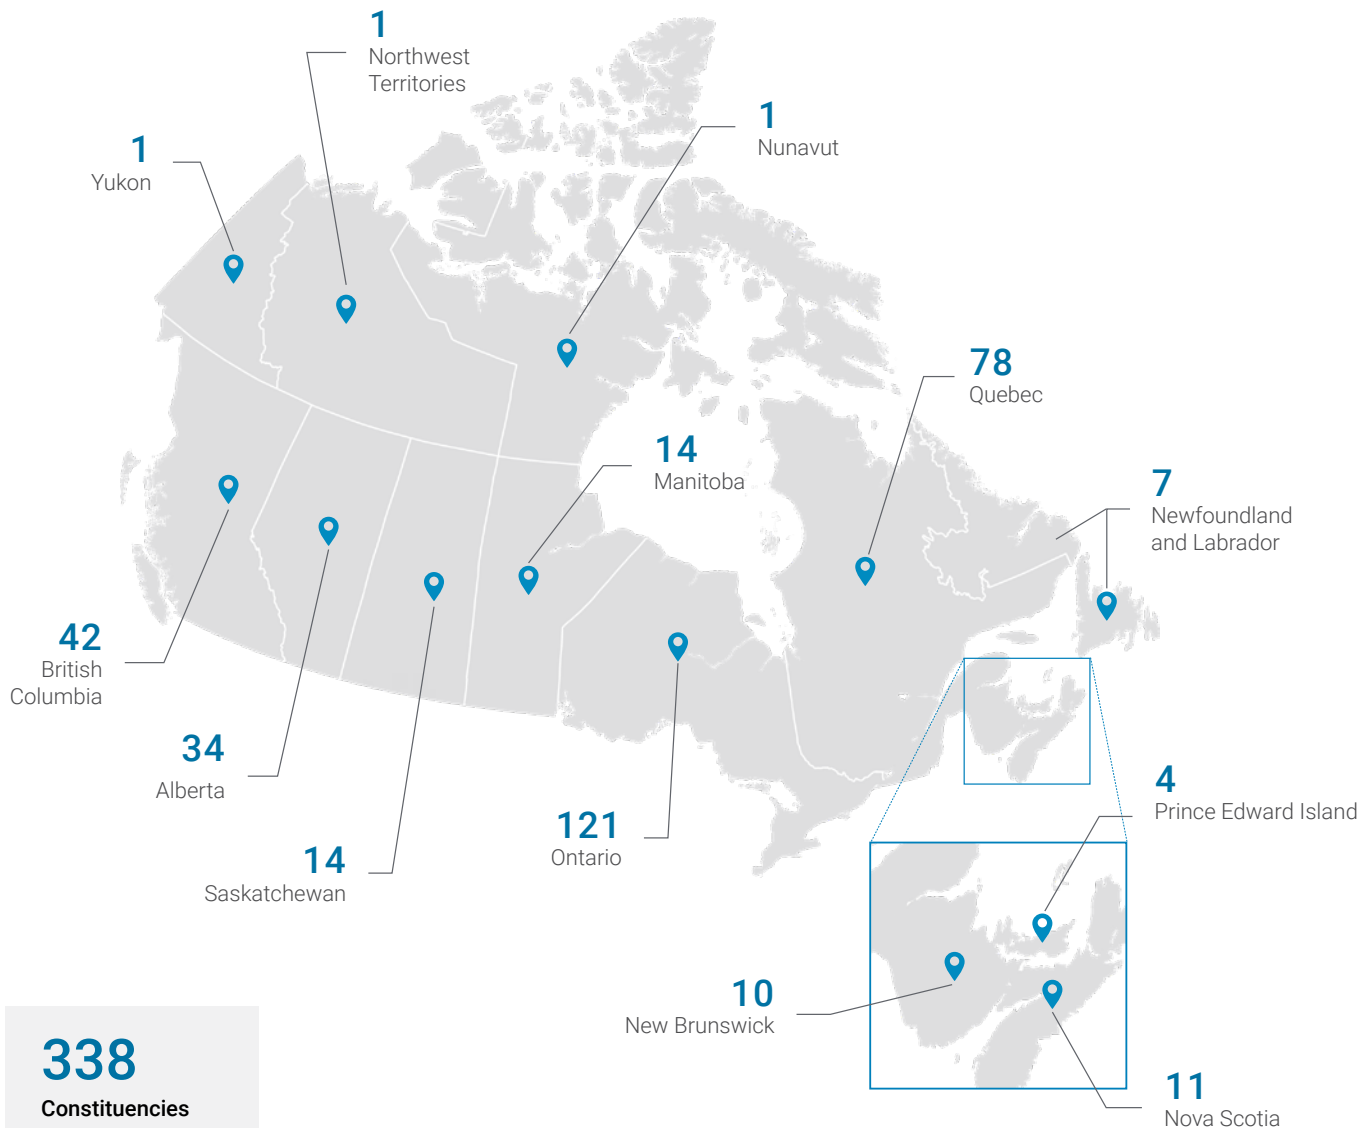 1
Northwest
Territories
1
Nunavut
1
Yukon
78
Quebec
14
Manitoba
7
Newfoundland
and Labrador
42
British
Columbia
34
Alberta
4
Prince Edward Island
121
Ontario
14
Saskatchewan
10
New Brunswick
11
Nova Scotia
338
Constituencies